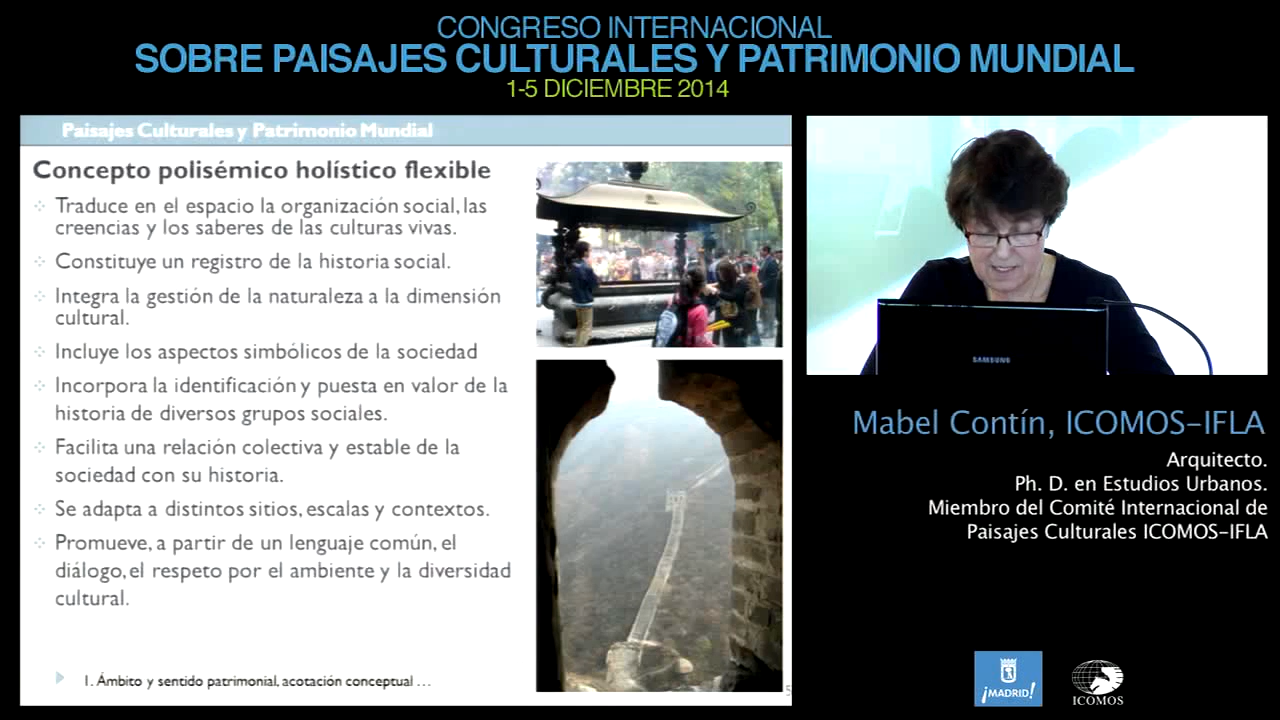 CONGRESO INTERNACIONAL
SOBRE PAISAJES CULTURALES Y PATRIMONIO MUNDIAL
1-5 DICIEMBRE 2014
Paisajes Culturales y Patrimonio Mundial
Concepto polisémico holístico flexible
Traduce en el espacio la organización social, las
creencias y los saberes de las culturas vivas.
Constituye un registro de la historia social.
Integra la gestión de la naturaleza a la dimensión
cultural.
Incluye los aspectos simbólicos de la sociedad
Incorpora la identificación y puesta en valor de la
historia de diversos grupos sociales.
Facilita una relación colectiva y estable de la
sociedad con su historia.
Se adapta a distintos sitios, escalas y contextos.
Promueve, a partir de un lenguaje común, el
diálogo, el respeto por el ambiente y la diversidad
cultural.
1. Ámbito y sentido patrimonial, acotación conceptual ...
5
SAMSUNG
Mabel Contín, ICOMOS-IFLA
Arquitecto.
Ph. D. en Estudios Urbanos.
Miembro del Comité Internacional de
Paisajes Culturales ICOMOS-IFLA
¡MADRID!
ICOMOS